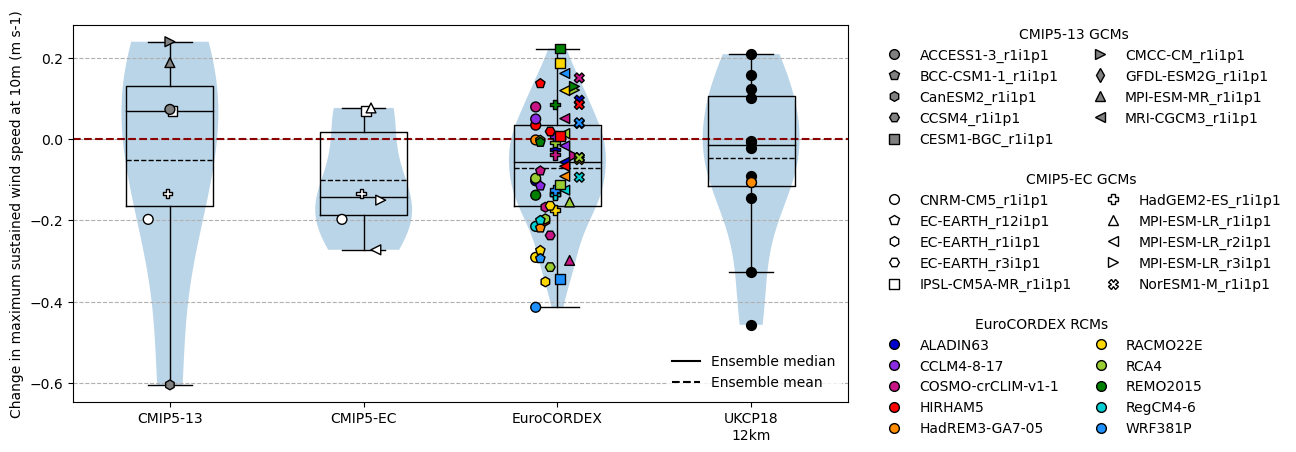 Change in maximum sustained wind speed at 10m (m s-1)
0.2
0.0
−0.2
−0.4
−0.6
CMIP5-13
CMIP5-EC
EuroCORDEX
UKCP18
12km
Ensemble median
Ensemble mean
CMIP5-13 GCMs
ACCESS1-3_r1i1p1
BCC-CSM1-1_r1i1p1
CanESM2_r1i1p1
CCSM4_r1i1p1
CESM1-BGC_r1i1p1
CMCC-CM_r1i1p1
GFDL-ESM2G_r1i1p1
MPI-ESM-MR_r1i1p1
MRI-CGCM3_r1i1p1
CMIP5-EC GCMs
CNRM-CM5_r1i1p1
EC-EARTH_r12i1p1
EC-EARTH_r1i1p1
EC-EARTH_r3i1p1
IPSL-CM5A-MR_r1i1p1
HadGEM2-ES_r1i1p1
MPI-ESM-LR_r1i1p1
MPI-ESM-LR_r2i1p1
MPI-ESM-LR_r3i1p1
NorESM1-M_r1i1p1
EuroCORDEX RCMs
ALADIN63
CCLM4-8-17
COSMO-crCLIM-v1-1
HIRHAM5
HadREM3-GA7-05
RACMO22E
RCA4
REMO2015
RegCM4-6
WRF381P